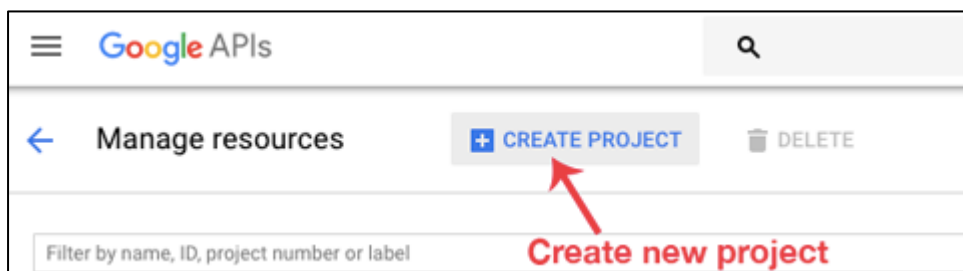 Google APIs
Manage resources
CREATE PROJECT
DELETE
Filter by name, ID, project number or label
Create new project